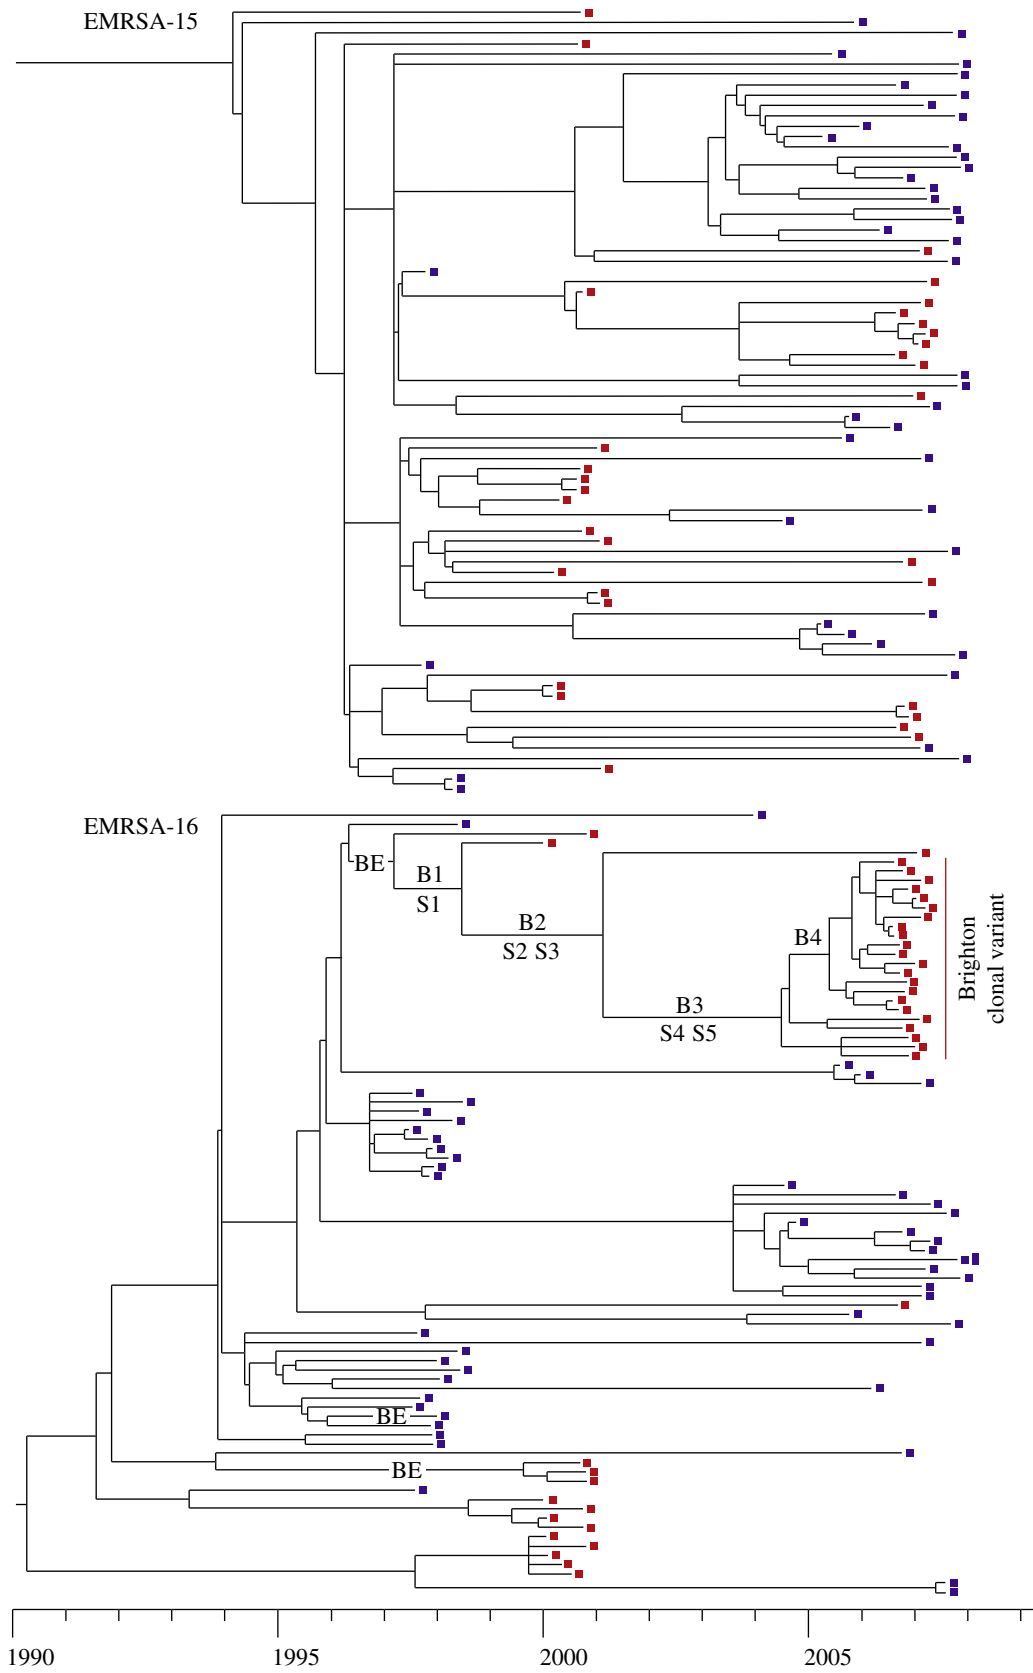 EMRSA-15
EMRSA-16
BE
B1
S1
B2
S2 S3
B4
B3
S4 S5
Brighton
clonal variant
BE
BE
1990
1995
2000
2005